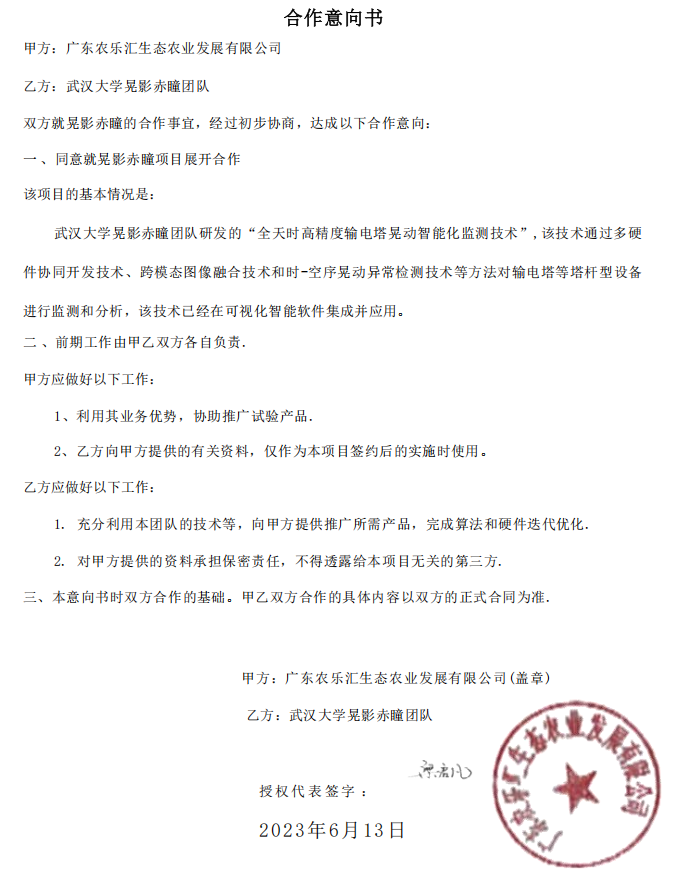 合作意向书
甲方：广东农乐汇生态农业发展有限公司
乙方：武汉大学晃影赤瞳团队
双方就晃影赤瞳的合作事宜，经过初步协商，达成以下合作意向：
一 、同意就晃影赤瞳项目展开合作
该项目的基本情况是：
武汉大学晃影赤瞳团队研发的“全天时高精度输电塔晃动智能化监测技术”,该技术通过多硬
件协同开发技术、跨模态图像融合技术和时-空序晃动异常检测技术等方法对输电塔等塔杆型设备
进行监测和分析，该技术已经在可视化智能软件集成并应用。
二 、前期工作由甲乙双方各自负责.
甲方应做好以下工作：
1、利用其业务优势，协助推广试验产品.
2、乙方向甲方提供的有关资料，仅作为本项目签约后的实施时使用。
乙方应做好以下工作：
1. 充分利用本团队的技术等，向甲方提供推广所需产品，完成算法和硬件迭代优化.
2. 对甲方提供的资料承担保密责任，不得透露给本项目无关的第三方.
三、本意向书时双方合作的基础。甲乙双方合作的具体内容以双方的正式合同为准.
甲方：广东农乐汇生态农业发展有限公司(盖章)
乙方：武汉大学晃影赤瞳团队
授权代表签字：
2023年6月13日
广东农乐汇生态农业发展有限公司